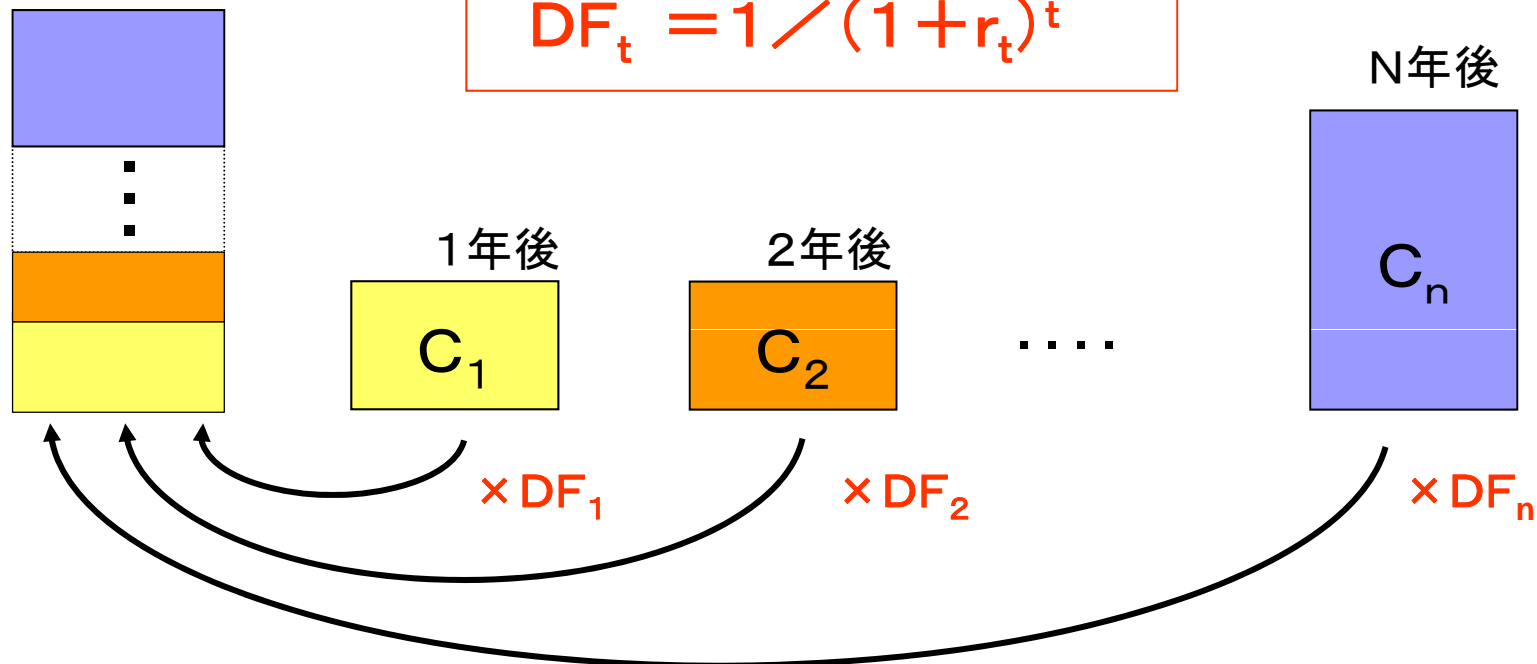 DFₜ ＝１／(１＋rₜ)ᵗ
N年後
１年後
２年後
C₁
C₂
‥‥
Cₙ
×DF₁
×DF₂
×DFₙ